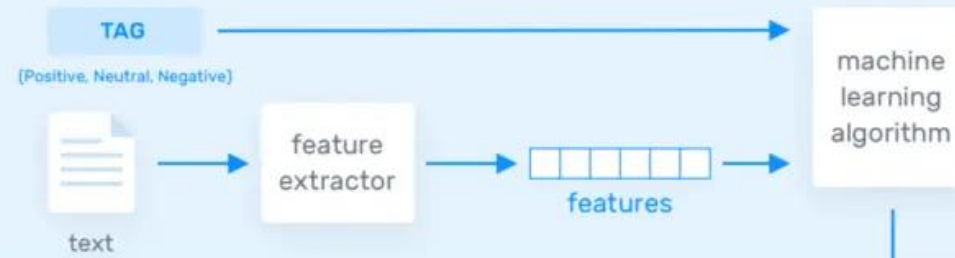 TAG
(Positive, Neutral, Negative)
text
feature
extractor
features
machine
learning
algorithm